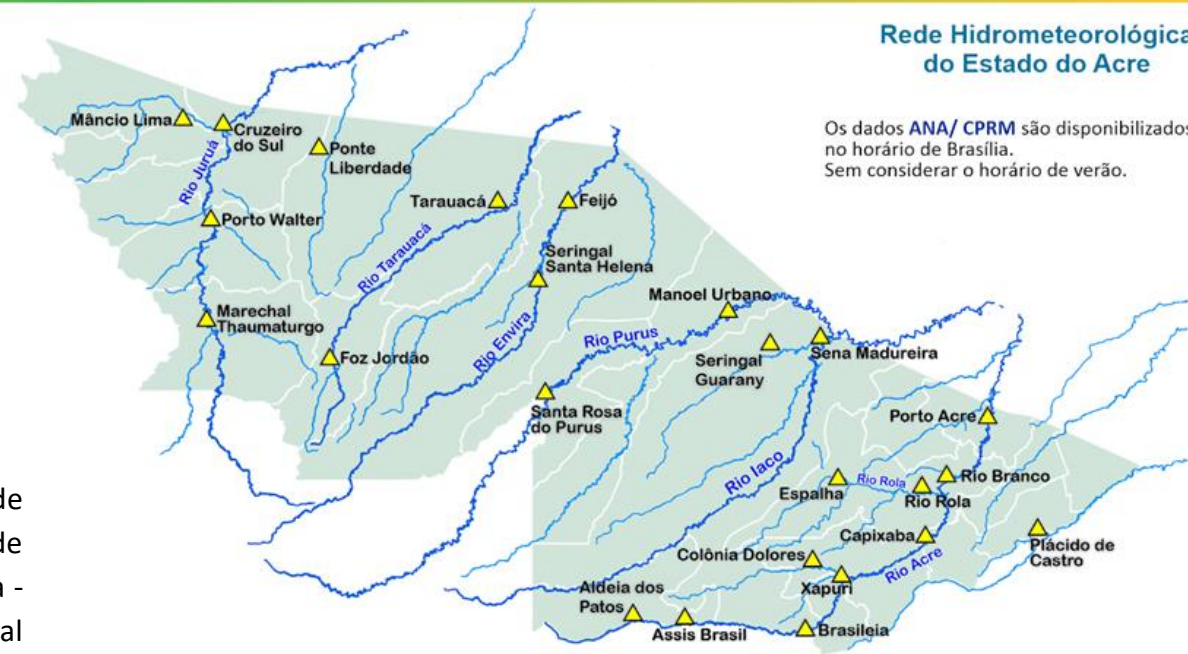 Rede Hidrometeorológica
do Estado do Acre
Os dados ANA/ CPRM são disponibilizados
no horário de Brasília.
Sem considerar o horário de verão.
Mâncio Lima
Cruzeiro
do Sul
Ponte
Liberdade
Rio Juruá
Porto Walter
Tarauacá
Feijó
Rio Tarauacá
Seringal
Santa Helena
Marechal
Thaumaturgo
Foz Jordão
Rio Envira
Manoel Urbano
Rio Purus
Seringal
Guarany
Sena Madureira
Santa Rosa
do Purus
Porto Acre
Rio Iaco
Espalha
Rio Rola
Rio Rola
Rio Branco
Capixaba
Plácido de
Castro
Colônia Dolores
Xapuri
Rio Acre
Aldeia dos
Patos
Assis Brasil
Brasileia
de
de
-
al